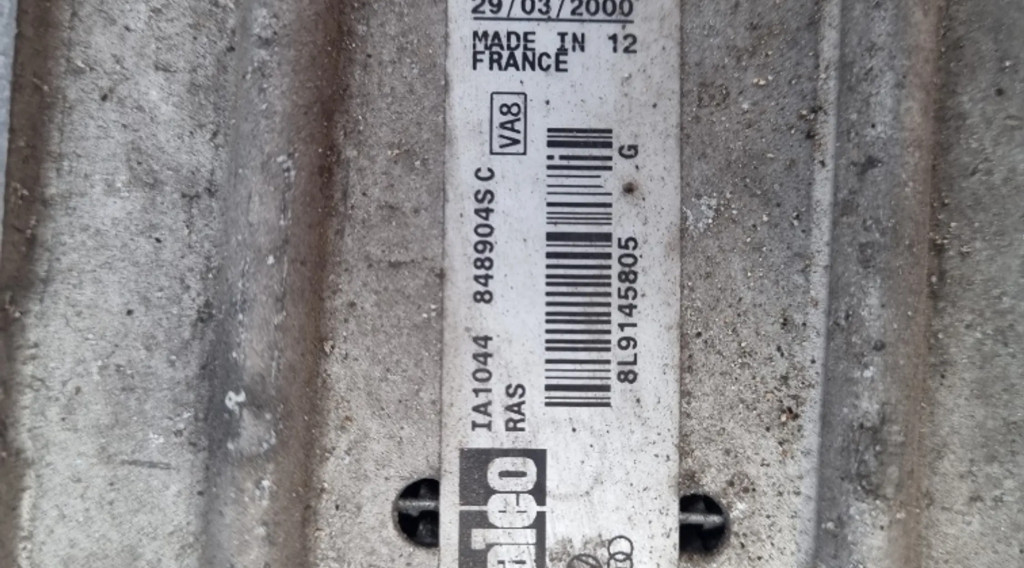 29/03/2000
MADE IN 12
FRANCE
VA8
IA1044 848904S C
RAS
8L9145805 G